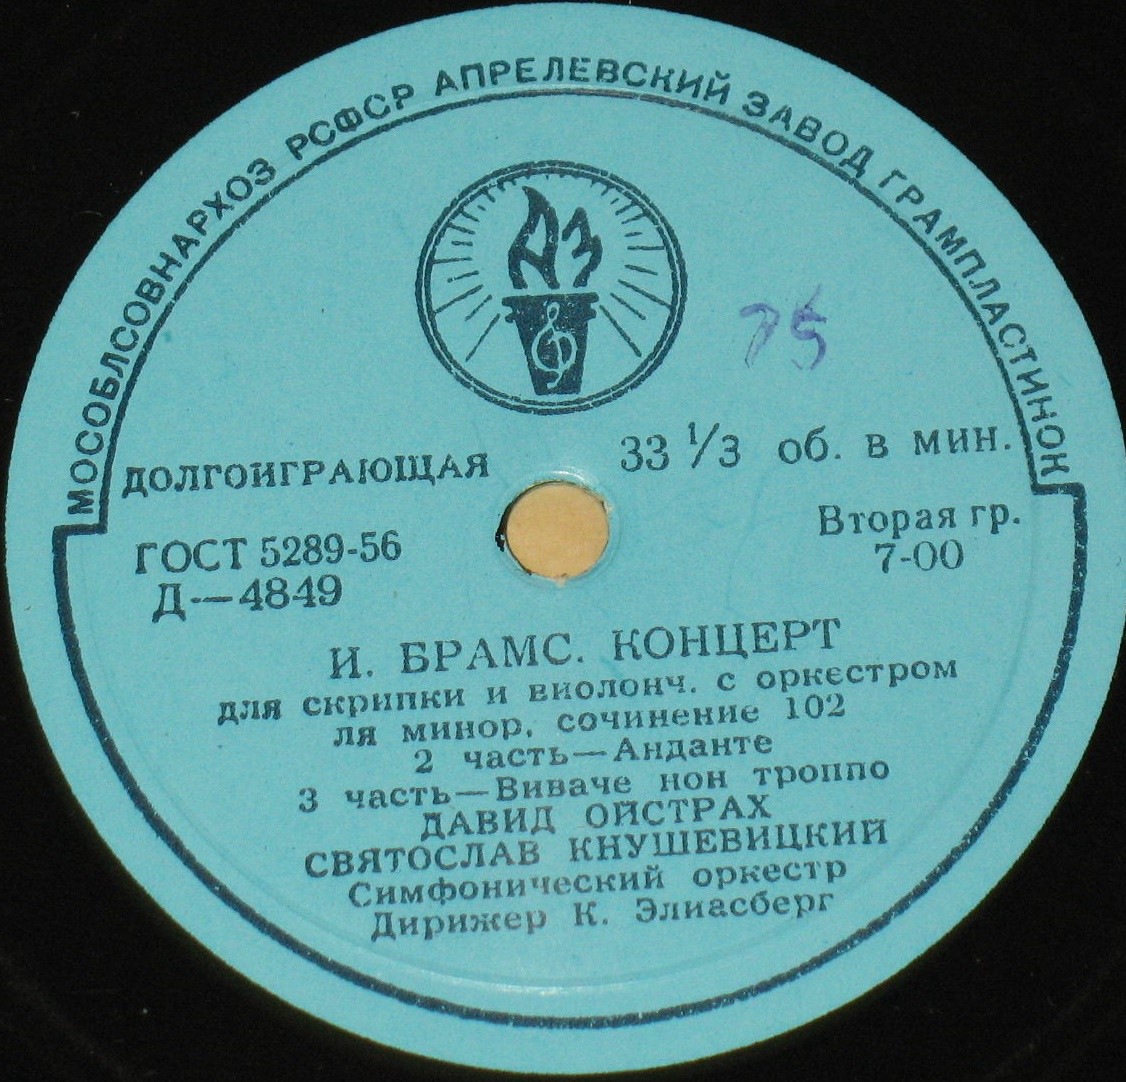 МОСОБЛСОВНАРХОЗ РСФСР АПРЕЛЕВСКИЙ ЗАВОД ГРАМПЛАСТИНОК
АЗ
75
ДОЛГОИГРАЮЩАЯ
33 1/3 об. в мин.
ГОСТ 5289-56
Вторая гр.
Д—4849
7-00
И. БРАМС. КОНЦЕРТ
для скрипки и виолонч. с оркестром
ля минор, сочинение 102
2 часть—Анданте
3 часть—Виваче нон троппо
ДАВИД ОЙСТРАХ
СВЯТОСЛАВ КНУШЕВИЦКИЙ
Симфонический оркестр
Дирижер К. Элиасберг